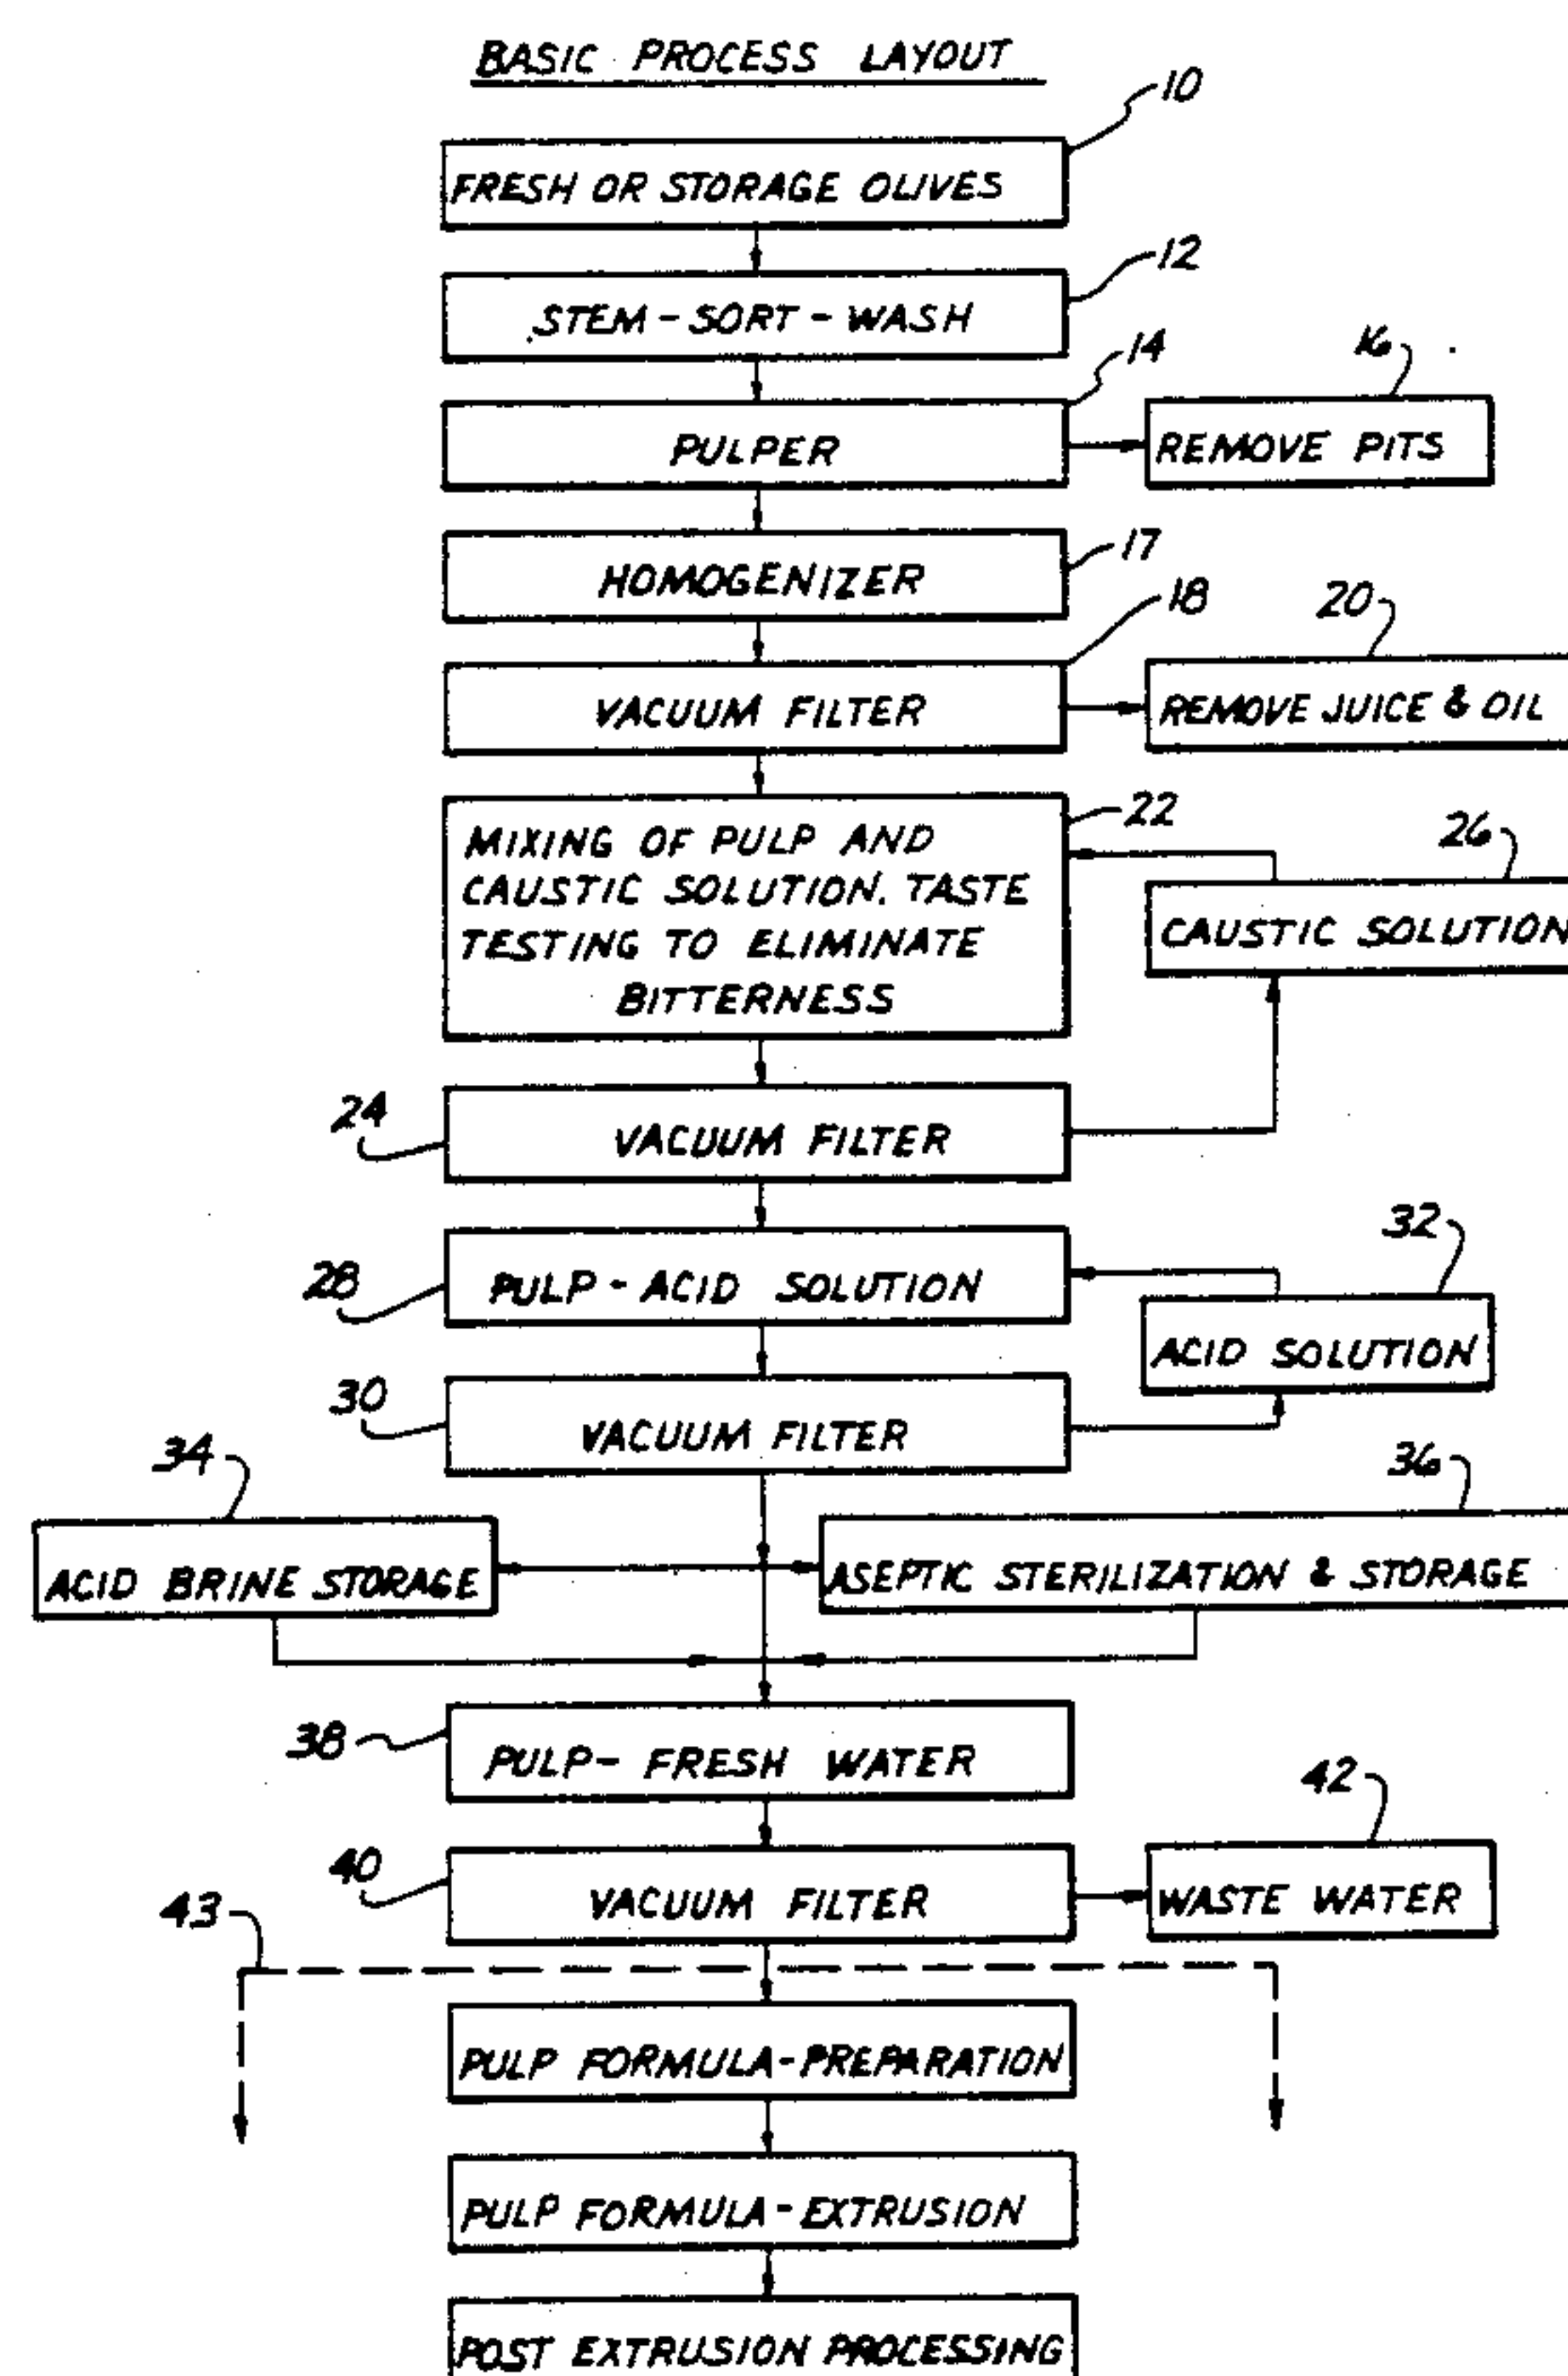 BASIC PROCESS LAYOUT
10
FRESH OR STORAGE OLIVES
12
STEM-SORT-WASH
14
16
PULPER
REMOVE PITS
17
HOMOGENIZER
18
20
VACUUM FILTER
REMOVE JUICE & OIL
22
26
MIXING OF PULP AND
CAUSTIC SOLUTION. TASTE
TESTING TO ELIMINATE
BITTERNESS
CAUSTIC SOLUTION
24
VACUUM FILTER
28
PULP-ACID SOLUTION
32
ACID SOLUTION
30
VACUUM FILTER
34
36
ACID BRINE STORAGE
ASEPTIC STERILIZATION & STORAGE
38
PULP-FRESH WATER
42
40
VACUUM FILTER
WASTE WATER
43
PULP FORMULA-PREPARATION
PULP FORMULA-EXTRUSION
POST EXTRUSION PROCESSING